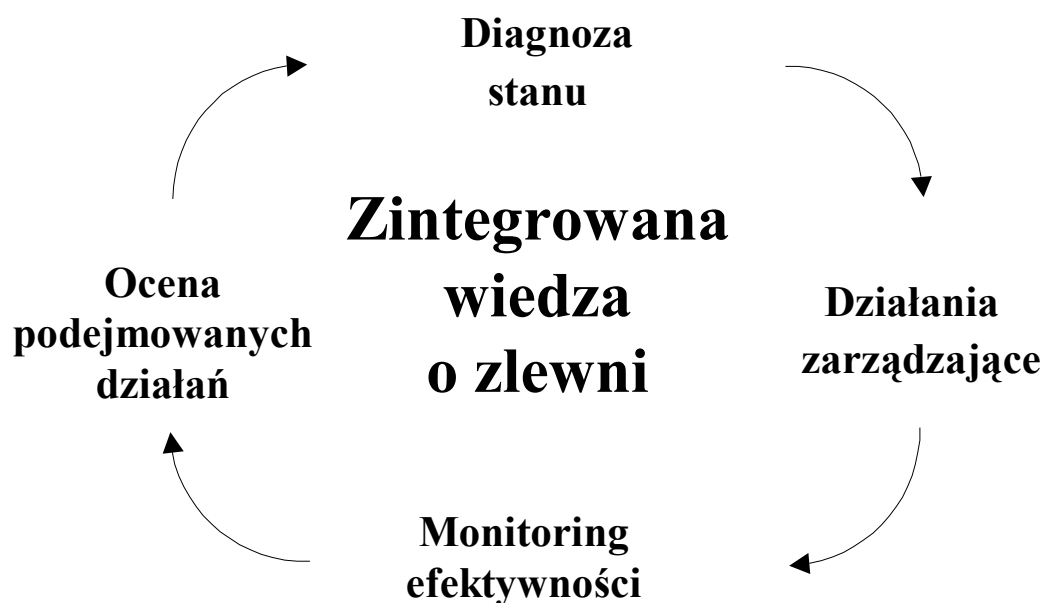 Diagnoza
stanu
Zintegrowana
wiedza
o zlewni
Ocena
podejmowanych
działań
Działania
zarządzające
Monitoring
efektywności